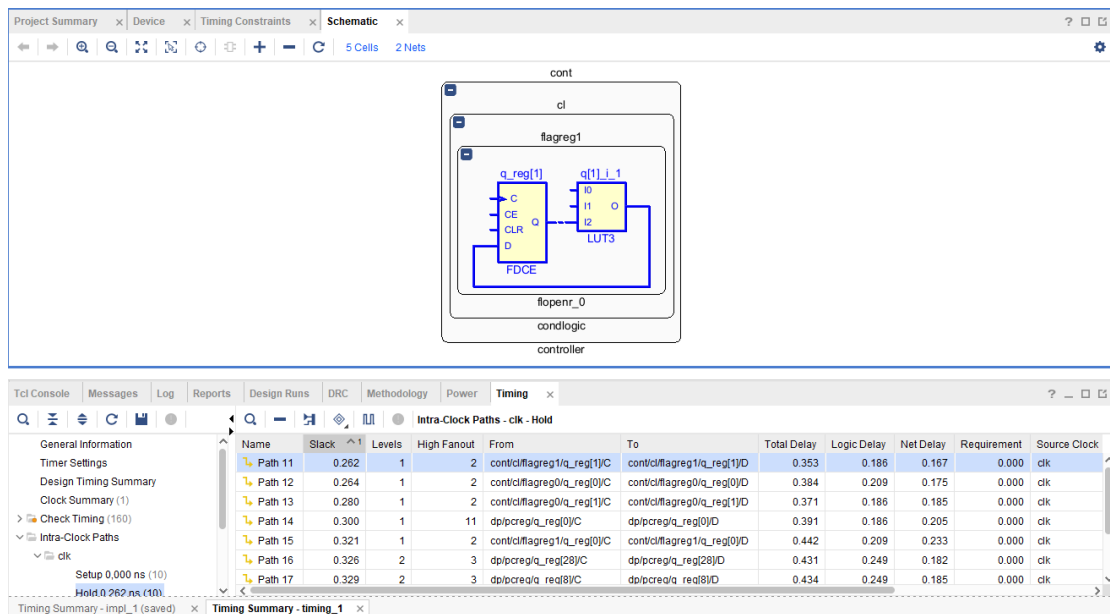 Project Summary × Device × Timing Constraints × Schematic × ?
5 Cells 2 Nets
cont
cl
flagreg1
q_reg[1] q[1]_i_1
C
CE
CLR
D
Q
I0
I1
I2
O
LUT3
FDCE
flopenr_0
condlogic
controller
Tcl Console Messages Log Reports Design Runs DRC Methodology Power Timing × ?
Intra-Clock Paths - clk - Hold
General Information
Timer Settings
Design Timing Summary
Clock Summary (1)
Check Timing (160)
Intra-Clock Paths
clk
Setup 0,000 ns (10)
Hold 0,262 ns (10)
Name Slack ^1 Levels High Fanout From To Total Delay Logic Delay Net Delay Requirement Source Clock
Path 11 0.262 1 2 cont/cl/flagreg1/q_reg[1]/C cont/cl/flagreg1/q_reg[1]/D 0.353 0.186 0.167 0.000 clk
Path 12 0.264 1 2 cont/cl/flagreg0/q_reg[0]/C cont/cl/flagreg0/q_reg[0]/D 0.384 0.209 0.175 0.000 clk
Path 13 0.280 1 2 cont/cl/flagreg0/q_reg[1]/C cont/cl/flagreg0/q_reg[1]/D 0.371 0.186 0.185 0.000 clk
Path 14 0.300 1 11 dp/pcreg/q_reg[0]/C dp/pcreg/q_reg[0]/D 0.391 0.186 0.205 0.000 clk
Path 15 0.321 1 2 cont/cl/flagreg1/q_reg[0]/C cont/cl/flagreg1/q_reg[0]/D 0.442 0.209 0.233 0.000 clk
Path 16 0.326 2 3 dp/pcreg/q_reg[28]/C dp/pcreg/q_reg[28]/D 0.431 0.249 0.182 0.000 clk
Path 17 0.329 2 3 dp/pcreg/q_reg[8]/C dp/pcreg/q_reg[8]/D 0.434 0.249 0.185 0.000 clk
Timing Summary - impl_1 (saved) × Timing Summary - timing_1 ×